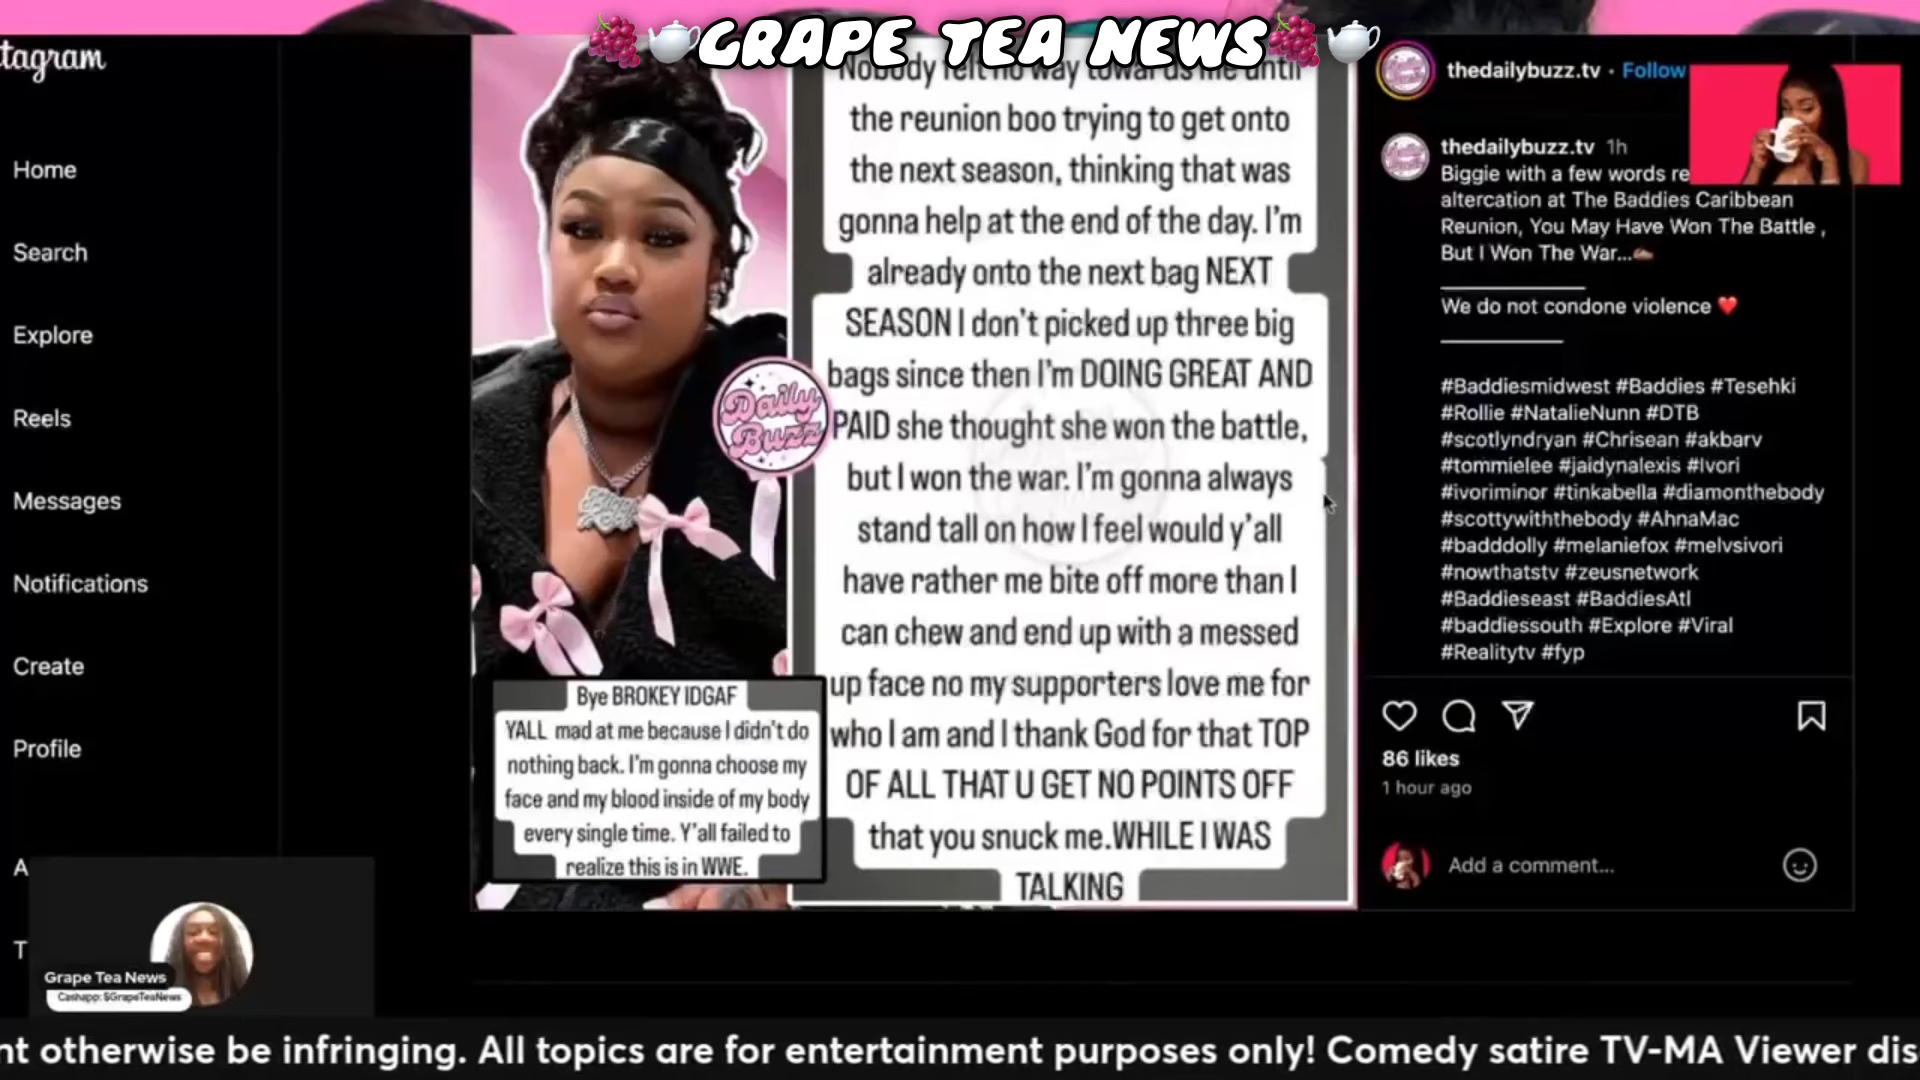 GRAPE TEA NEWS
stagram
Home
Search
Explore
Reels
Messages
Notifications
Create
Profile
A
T
Nobody felt no way towards me until
the reunion boo trying to get onto
the next season, thinking that was
gonna help at the end of the day. I'm
already onto the next bag NEXT
SEASON I don't picked up three big
bags since then I'm DOING GREAT AND
PAID she thought she won the battle,
but I won the war. I'm gonna always
stand tall on how I feel would y'all
have rather me bite off more than I
can chew and end up with a messed
up face no my supporters love me for
who I am and I thank God for that TOP
OF ALL THAT U GET NO POINTS OFF
that you snuck me.WHILE I WAS
TALKING
Daily
Buzz
Bye BROKEY IDGAF
YALL mad at me because I didn't do
nothing back. I'm gonna choose my
face and my blood inside of my body
every single time. Y'all failed to
realize this is in WWE.
thedailybuzz.tv · Follow
thedailybuzz.tv 1h
Biggie with a few words re
altercation at The Baddies Caribbean
Reunion, You May Have Won The Battle ,
But I Won The War...✍🏾
We do not condone violence ❤️
#Baddiesmidwest #Baddies #Tesehki
#Rollie #NatalieNunn #DTB
#scotlyndryan #Chrisean #akbarv
#tommielee #jaidynalexis #Ivori
#ivoriminor #tinkabella #diamonthebody
#scottywiththebody #AhnaMac
#badddolly #melaniefox #melvsivori
#nowthatstv #zeusnetwork
#Baddieseast #BaddiesAtl
#baddiessouth #Explore #Viral
#Realitytv #fyp
86 likes
1 hour ago
Add a comment...
Grape Tea News
Cashapp: $GrapeTeaNews
nt otherwise be infringing. All topics are for entertainment purposes only! Comedy satire TV-MA Viewer dis